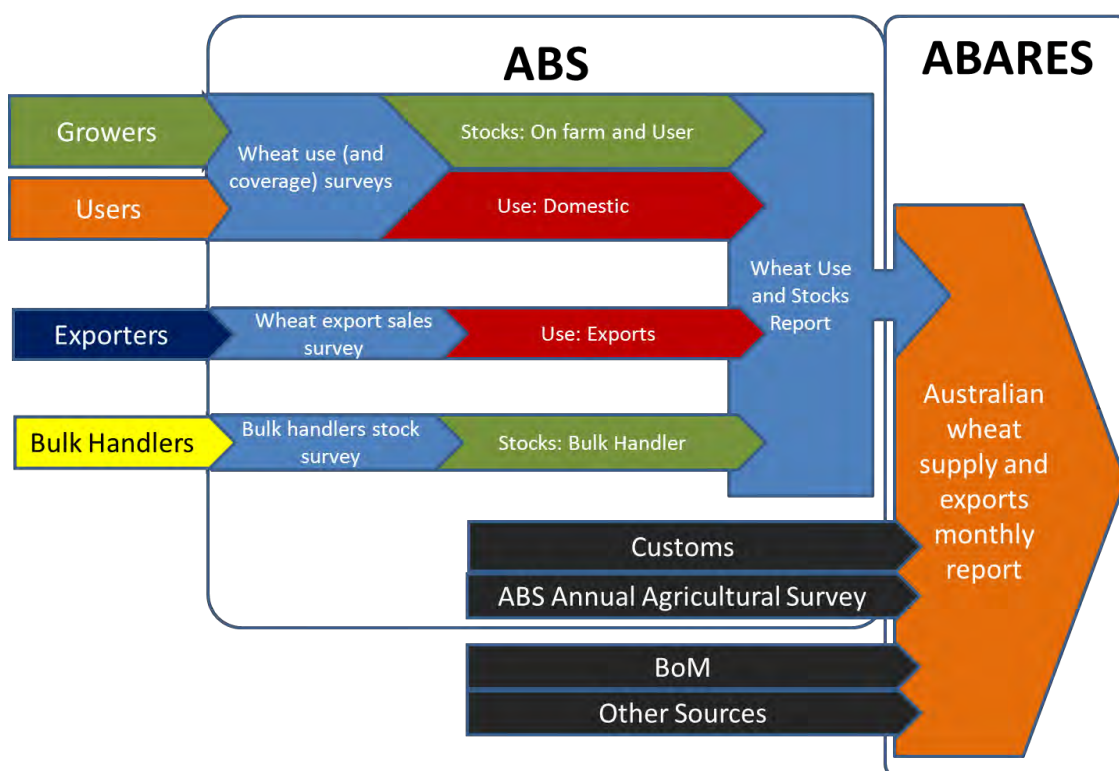 ABS
ABARES
Growers
Users
Wheat use (and
coverage) surveys
Stocks: On farm and User
Use: Domestic
Exporters
Wheat export sales
survey
Use: Exports
Bulk Handlers
Bulk handlers stock
survey
Stocks: Bulk Handler
Wheat Use
and Stocks
Report
Customs
ABS Annual Agricultural Survey
BoM
Other Sources
Australian
wheat
supply and
exports
monthly
report